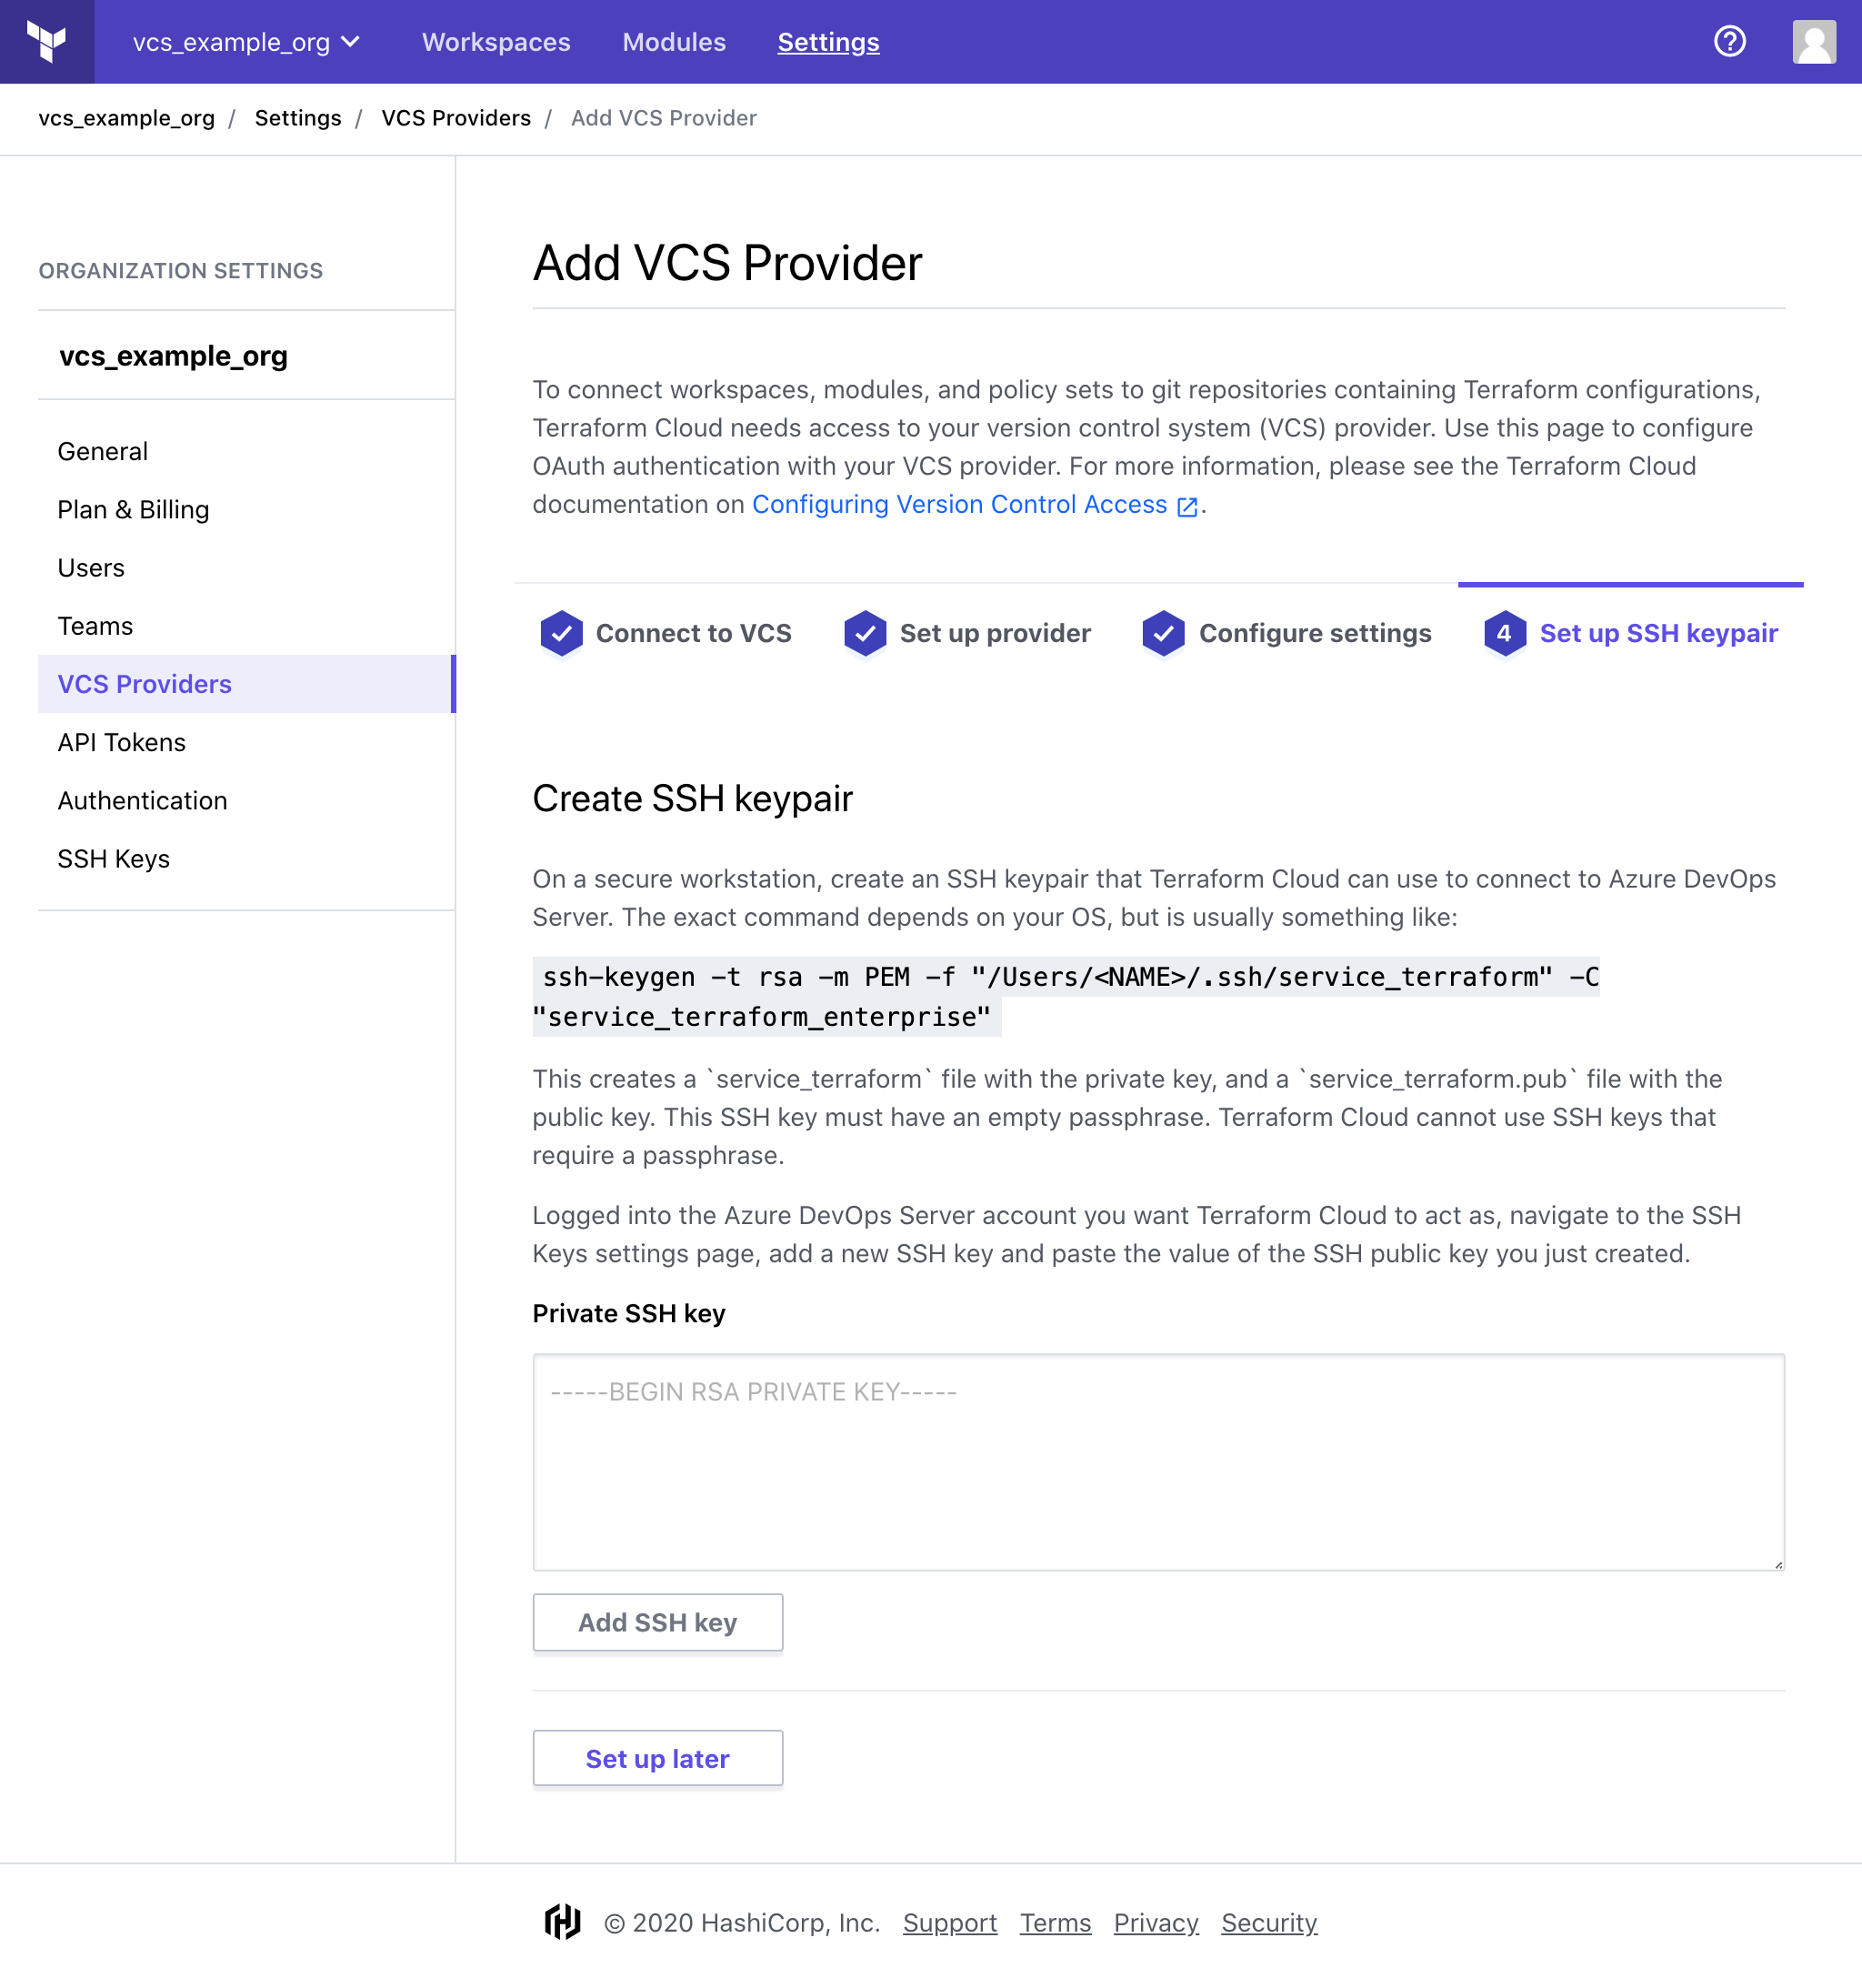 vcs_example_org Workspaces Modules Settings
vcs_example_org / Settings / VCS Providers / Add VCS Provider
ORGANIZATION SETTINGS
vcs_example_org
General
Plan & Billing
Users
Teams
VCS Providers
API Tokens
Authentication
SSH Keys
Add VCS Provider
To connect workspaces, modules, and policy sets to git repositories containing Terraform configurations,
Terraform Cloud needs access to your version control system (VCS) provider. Use this page to configure
OAuth authentication with your VCS provider. For more information, please see the Terraform Cloud
documentation on Configuring Version Control Access.
Connect to VCS Set up provider Configure settings 4 Set up SSH keypair
Create SSH keypair
On a secure workstation, create an SSH keypair that Terraform Cloud can use to connect to Azure DevOps
Server. The exact command depends on your OS, but is usually something like:
ssh-keygen -t rsa -m PEM -f "/Users/<NAME>/.ssh/service_terraform" -C
"service_terraform_enterprise"
This creates a `service_terraform` file with the private key, and a `service_terraform.pub` file with the
public key. This SSH key must have an empty passphrase. Terraform Cloud cannot use SSH keys that
require a passphrase.
Logged into the Azure DevOps Server account you want Terraform Cloud to act as, navigate to the SSH
Keys settings page, add a new SSH key and paste the value of the SSH public key you just created.
Private SSH key
-----BEGIN RSA PRIVATE KEY-----
Add SSH key
Set up later
© 2020 HashiCorp, Inc. Support Terms Privacy Security